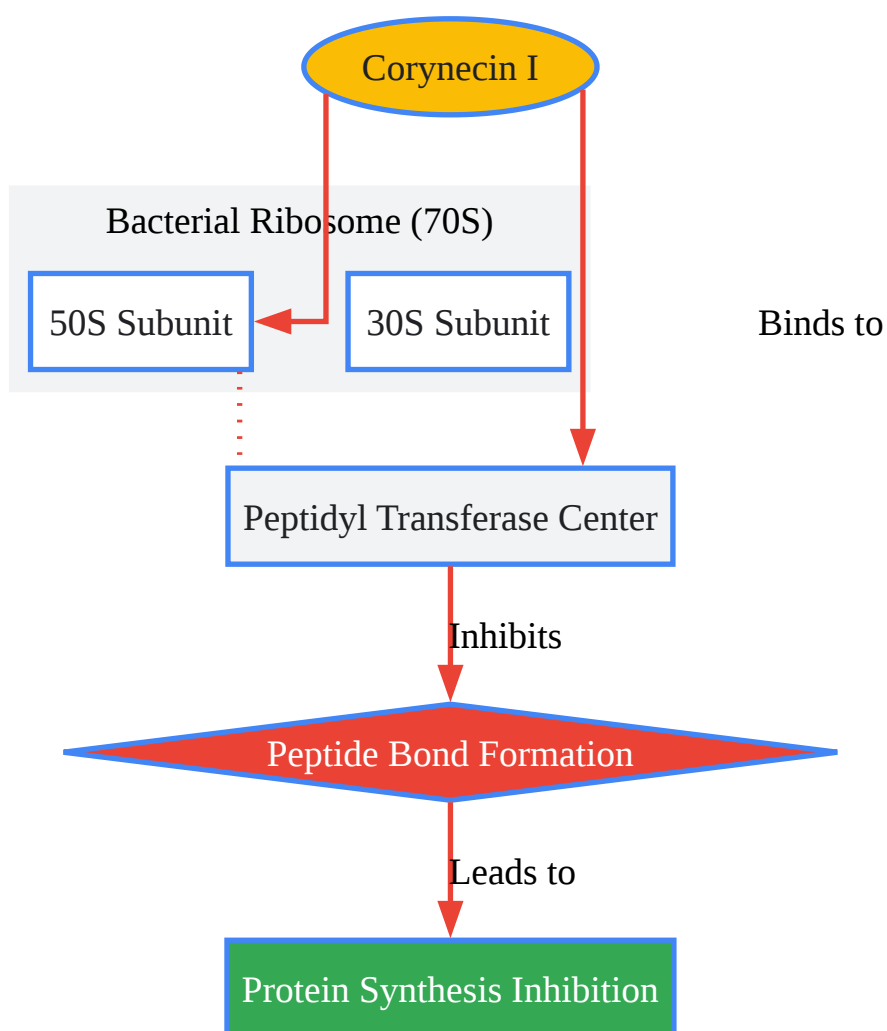 Corynecin I
Bacterial Ribosome (70S)
50S Subunit
30S Subunit
Binds to
Peptidyl Transferase Center
Inhibits
Peptide Bond Formation
Leads to
Protein Synthesis Inhibition